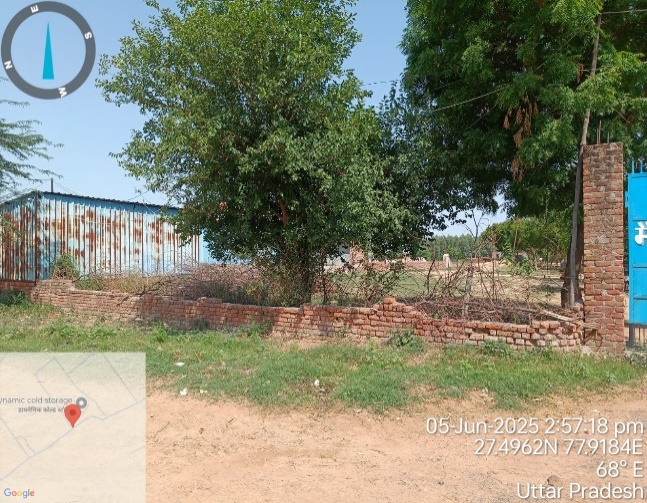 N
E
S
W
ynamic cold storage
Google
05-Jun-2025 2:57:18 pm
27.4962N 77.9184E
68° E
Uttar Pradesh